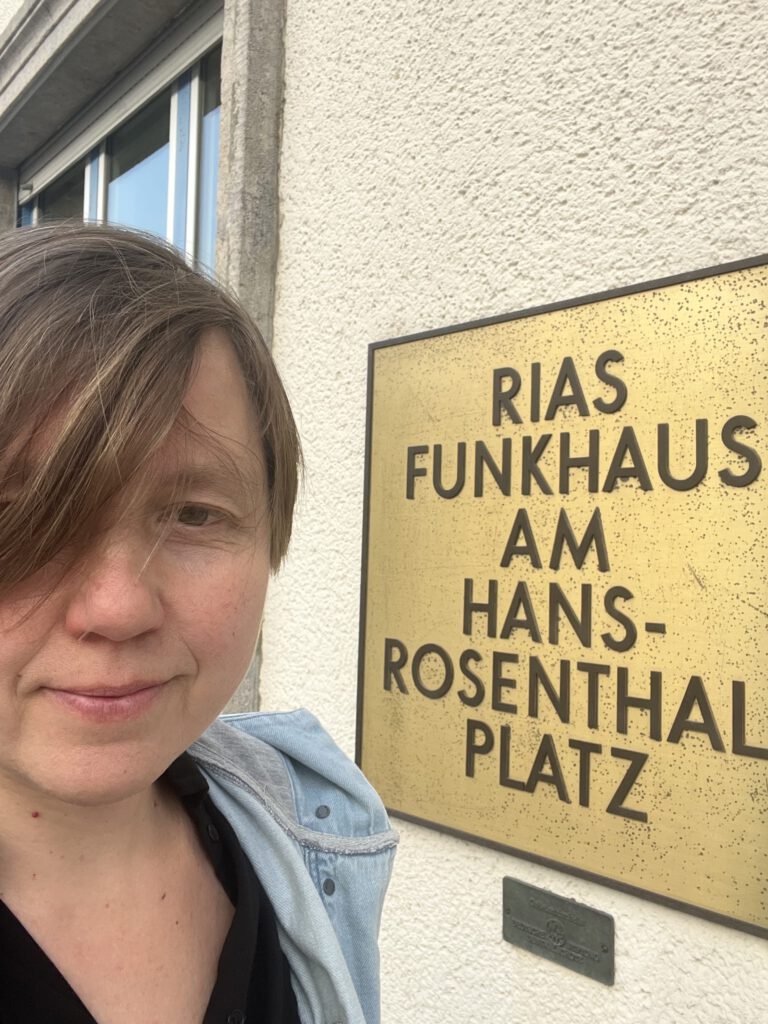 RIAS
FUNKHAUS
AM
HANS-
ROSENTHAL
PLATZ